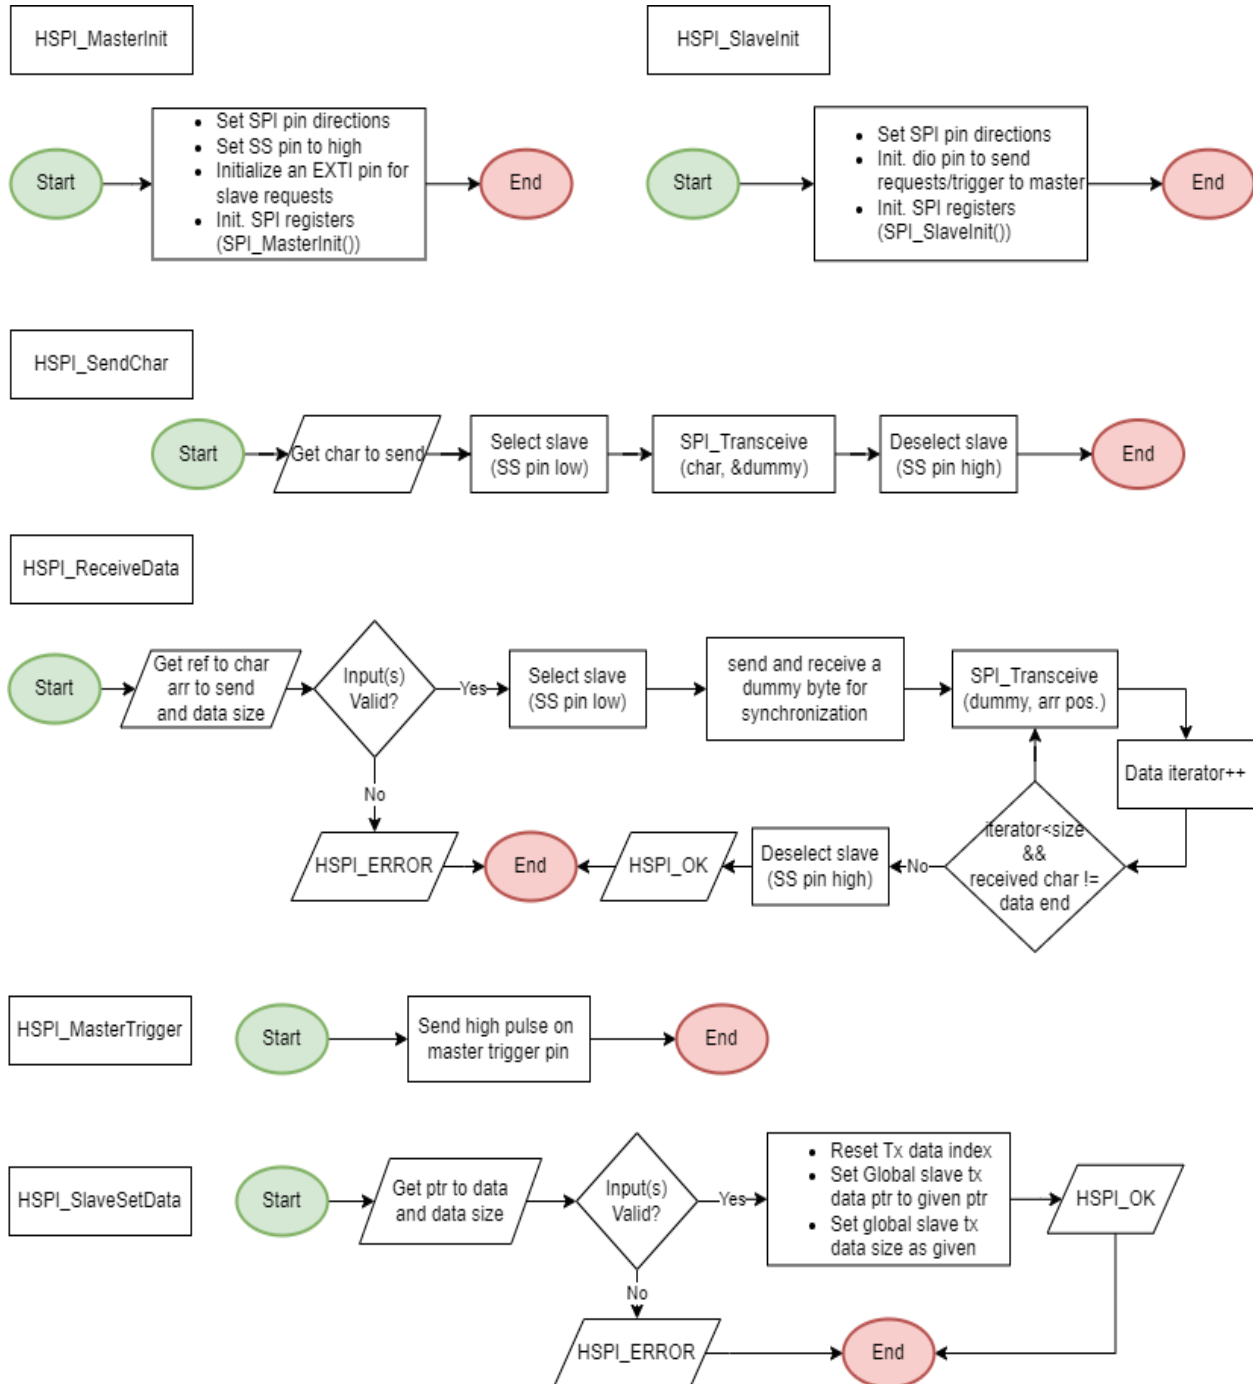 HSPI_MasterInit
HSPI_SlaveInit
Start
Set SPI pin directions
Set SS pin to high
Initialize an EXTI pin for
slave requests
Init. SPI registers
(SPI_MasterInit())
End
Start
Set SPI pin directions
Init. dio pin to send
requests/trigger to master
Init. SPI registers
(SPI_SlaveInit())
End
HSPI_SendChar
Start
Get char to send
Select slave
(SS pin low)
SPI_Transceive
(char, &dummy)
Deselect slave
(SS pin high)
End
HSPI_ReceiveData
Start
Get ref to char
arr to send
and data size
Input(s)
Valid?
Yes
Select slave
(SS pin low)
send and receive a
dummy byte for
synchronization
SPI_Transceive
(dummy, arr pos.)
Data iterator++
iterator<size
&&
received char !=
data end
No
Deselect slave
(SS pin high)
HSPI_OK
End
No
HSPI_ERROR
HSPI_MasterTrigger
Start
Send high pulse on
master trigger pin
End
HSPI_SlaveSetData
Start
Get ptr to data
and data size
Input(s)
Valid?
Yes
Reset Tx data index
Set Global slave tx
data ptr to given ptr
Set global slave tx
data size as given
HSPI_OK
No
HSPI_ERROR
End